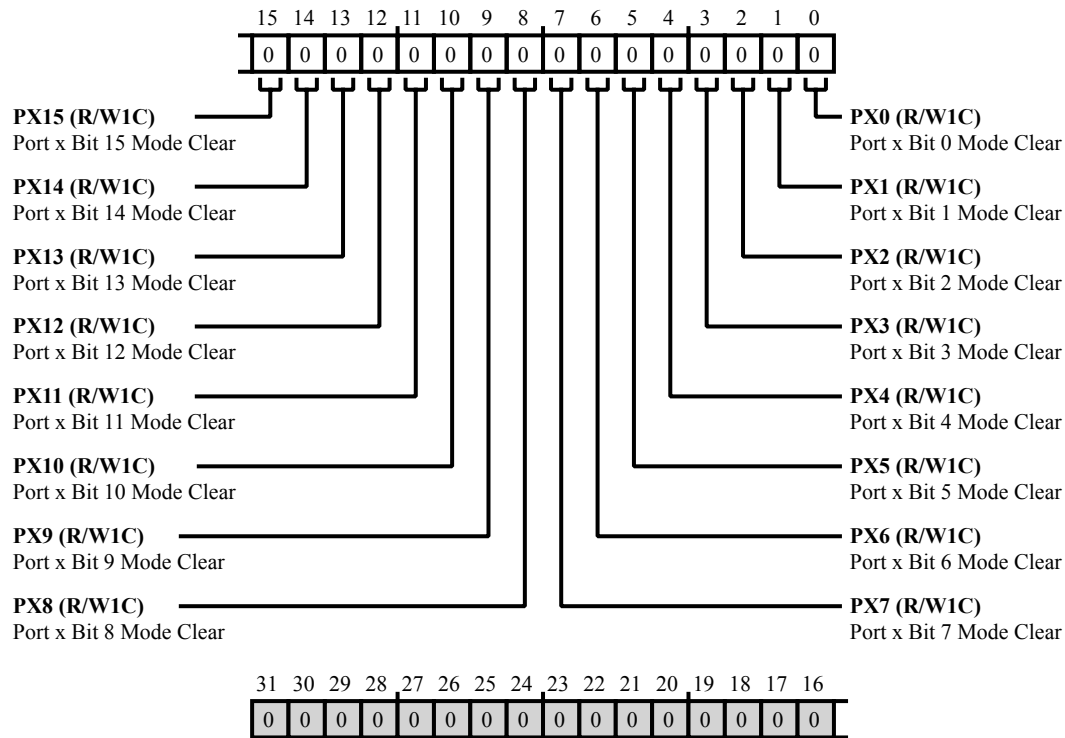 15 14 13 12 11 10 9 8 7 6 5 4 3 2 1 0
0 0 0 0 0 0 0 0 0 0 0 0 0 0 0 0
PX15 (R/W1C)
Port x Bit 15 Mode Clear
PX14 (R/W1C)
Port x Bit 14 Mode Clear
PX13 (R/W1C)
Port x Bit 13 Mode Clear
PX12 (R/W1C)
Port x Bit 12 Mode Clear
PX11 (R/W1C)
Port x Bit 11 Mode Clear
PX10 (R/W1C)
Port x Bit 10 Mode Clear
PX9 (R/W1C)
Port x Bit 9 Mode Clear
PX8 (R/W1C)
Port x Bit 8 Mode Clear
PX0 (R/W1C)
Port x Bit 0 Mode Clear
PX1 (R/W1C)
Port x Bit 1 Mode Clear
PX2 (R/W1C)
Port x Bit 2 Mode Clear
PX3 (R/W1C)
Port x Bit 3 Mode Clear
PX4 (R/W1C)
Port x Bit 4 Mode Clear
PX5 (R/W1C)
Port x Bit 5 Mode Clear
PX6 (R/W1C)
Port x Bit 6 Mode Clear
PX7 (R/W1C)
Port x Bit 7 Mode Clear
31 30 29 28 27 26 25 24 23 22 21 20 19 18 17 16
0 0 0 0 0 0 0 0 0 0 0 0 0 0 0 0